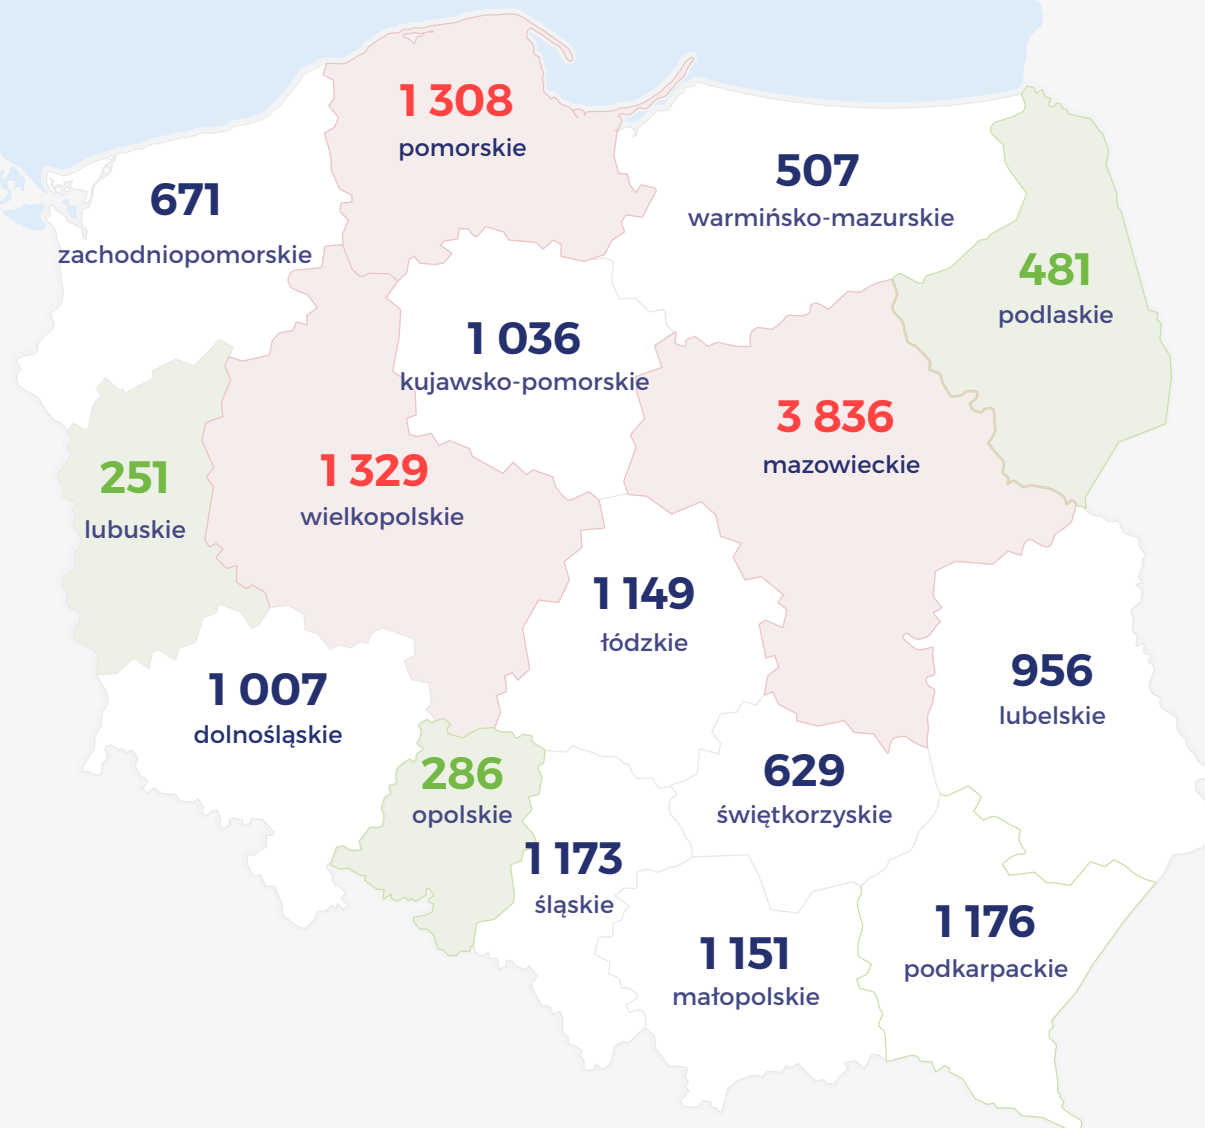 1 308
pomorskie
507
warmińsko-mazurskie
671
zachodniopomorskie
481
podlaskie
1 036
kujawsko-pomorskie
3 836
mazowieckie
1 329
wielkopolskie
251
lubuskie
1 149
łódzkie
956
lubelskie
1 007
dolnośląskie
286
opolskie
629
świętkorzyskie
1 173
śląskie
1 176
podkarpackie
1 151
małopolskie